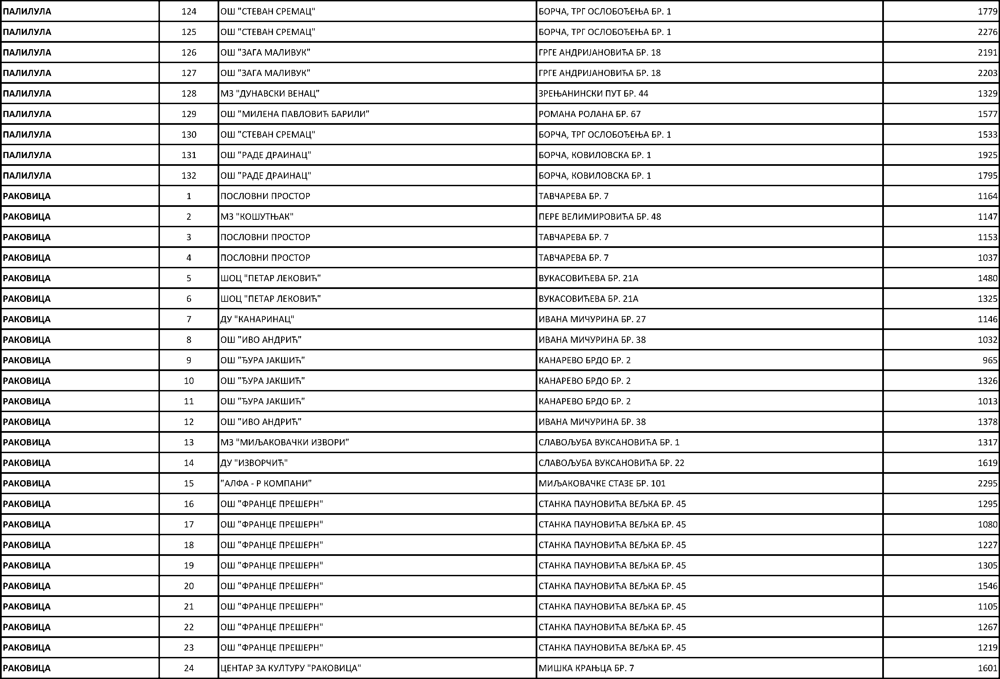 ПАЛИЛУЛА 124 ОШ "СТЕВАН СРЕМАЦ" БОРЧА, ТРГ ОСЛОБОЂЕЊА БР. 1 1779
ПАЛИЛУЛА 125 ОШ "СТЕВАН СРЕМАЦ" БОРЧА, ТРГ ОСЛОБОЂЕЊА БР. 1 2276
ПАЛИЛУЛА 126 ОШ "ЗАГА МАЛИВУК" ГРГЕ АНДРИЈАНОВИЋА БР. 18 2191
ПАЛИЛУЛА 127 ОШ "ЗАГА МАЛИВУК" ГРГЕ АНДРИЈАНОВИЋА БР. 18 2203
ПАЛИЛУЛА 128 МЗ "ДУНАВСКИ ВЕНАЦ" ЗРЕЊАНИНСКИ ПУТ БР. 44 1329
ПАЛИЛУЛА 129 ОШ "МИЛЕНА ПАВЛОВИЋ БАРИЛИ" РОМАНА РОЛАНА БР. 67 1577
ПАЛИЛУЛА 130 ОШ "СТЕВАН СРЕМАЦ" БОРЧА, ТРГ ОСЛОБОЂЕЊА БР. 1 1533
ПАЛИЛУЛА 131 ОШ "РАДЕ ДРАИНАЦ" БОРЧА, КОВИЛОВСКА БР. 1 1925
ПАЛИЛУЛА 132 ОШ "РАДЕ ДРАИНАЦ" БОРЧА, КОВИЛОВСКА БР. 1 1795
РАКОВИЦА 1 ПОСЛОВНИ ПРОСТОР ТАВЧАРЕВА БР. 7 1164
РАКОВИЦА 2 МЗ "КОШУТЊАК" ПЕРЕ ВЕЛИМИРОВИЋА БР. 48 1147
РАКОВИЦА 3 ПОСЛОВНИ ПРОСТОР ТАВЧАРЕВА БР. 7 1153
РАКОВИЦА 4 ПОСЛОВНИ ПРОСТОР ТАВЧАРЕВА БР. 7 1037
РАКОВИЦА 5 ШОЦ "ПЕТАР ЛЕКОВИЋ" ВУКАСОВИЋЕВА БР. 21А 1480
РАКОВИЦА 6 ШОЦ "ПЕТАР ЛЕКОВИЋ" ВУКАСОВИЋЕВА БР. 21А 1325
РАКОВИЦА 7 ДУ "КАНАРИНАЦ" ИВАНА МИЧУРИНА БР. 27 1146
РАКОВИЦА 8 ОШ "ИВО АНДРИЋ" ИВАНА МИЧУРИНА БР. 38 1032
РАКОВИЦА 9 ОШ "ЂУРА ЈАКШИЋ" КАНАРЕВО БРДО БР. 2 965
РАКОВИЦА 10 ОШ "ЂУРА ЈАКШИЋ" КАНАРЕВО БРДО БР. 2 1326
РАКОВИЦА 11 ОШ "ЂУРА ЈАКШИЋ" КАНАРЕВО БРДО БР. 2 1013
РАКОВИЦА 12 ОШ "ИВО АНДРИЋ" ИВАНА МИЧУРИНА БР. 38 1378
РАКОВИЦА 13 МЗ "МИЉАКОВАЧКИ ИЗВОРИ" СЛАВОЉУБА ВУКСАНОВИЋА БР. 1 1317
РАКОВИЦА 14 ДУ "ИЗВОРЧИЋ" СЛАВОЉУБА ВУКСАНОВИЋА БР. 22 1619
РАКОВИЦА 15 "АЛФА - Р КОМПАНИ" МИЉАКОВАЧКЕ СТАЗЕ БР. 101 2295
РАКОВИЦА 16 ОШ "ФРАНЦЕ ПРЕШЕРН" СТАНКА ПАУНОВИЋА ВЕЉКА БР. 45 1295
РАКОВИЦА 17 ОШ "ФРАНЦЕ ПРЕШЕРН" СТАНКА ПАУНОВИЋА ВЕЉКА БР. 45 1080
РАКОВИЦА 18 ОШ "ФРАНЦЕ ПРЕШЕРН" СТАНКА ПАУНОВИЋА ВЕЉКА БР. 45 1227
РАКОВИЦА 19 ОШ "ФРАНЦЕ ПРЕШЕРН" СТАНКА ПАУНОВИЋА ВЕЉКА БР. 45 1305
РАКОВИЦА 20 ОШ "ФРАНЦЕ ПРЕШЕРН" СТАНКА ПАУНОВИЋА ВЕЉКА БР. 45 1546
РАКОВИЦА 21 ОШ "ФРАНЦЕ ПРЕШЕРН" СТАНКА ПАУНОВИЋА ВЕЉКА БР. 45 1105
РАКОВИЦА 22 ОШ "ФРАНЦЕ ПРЕШЕРН" СТАНКА ПАУНОВИЋА ВЕЉКА БР. 45 1267
РАКОВИЦА 23 ОШ "ФРАНЦЕ ПРЕШЕРН" СТАНКА ПАУНОВИЋА ВЕЉКА БР. 45 1219
РАКОВИЦА 24 ЦЕНТАР ЗА КУЛТУРУ "РАКОВИЦА" МИШКА КРАЊЦА БР. 7 1601